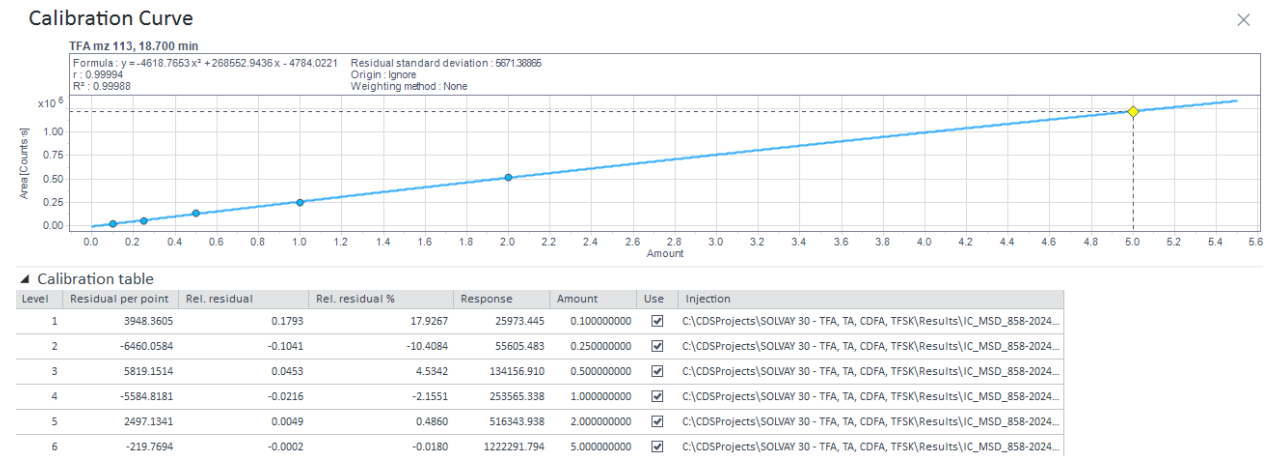 Calibration Curve
TFA mz 113, 18.700 min
Formula : y = -4618.7653 x² + 268552.9436 x - 4784.0221 Residual standard deviation : 5671.38865
r : 0.99994 Origin : Ignore
R² : 0.99988 Weighting method : None
x10 6
1.00
0.75
0.50
0.25
0.00
Area [Counts·s]
0.0 0.2 0.4 0.6 0.8 1.0 1.2 1.4 1.6 1.8 2.0 2.2 2.4 2.6 2.8 3.0 3.2 3.4 3.6 3.8 4.0 4.2 4.4 4.6 4.8 5.0 5.2 5.4 5.6
Amount
Calibration table
Level Residual per point Rel. residual Rel. residual % Response Amount Use Injection
1 3948.3605 0.1793 17.9267 25973.445 0.100000000 C:\CDSProjects\SOLVAY 30 - TFA, TA, CDFA, TFSK\Results\IC_MSD_858-2024...
2 -6460.0584 -0.1041 -10.4084 55605.483 0.250000000 C:\CDSProjects\SOLVAY 30 - TFA, TA, CDFA, TFSK\Results\IC_MSD_858-2024...
3 5819.1514 0.0453 4.5342 134156.910 0.500000000 C:\CDSProjects\SOLVAY 30 - TFA, TA, CDFA, TFSK\Results\IC_MSD_858-2024...
4 -5584.8181 -0.0216 -2.1551 253565.338 1.000000000 C:\CDSProjects\SOLVAY 30 - TFA, TA, CDFA, TFSK\Results\IC_MSD_858-2024...
5 2497.1341 0.0049 0.4860 516343.938 2.000000000 C:\CDSProjects\SOLVAY 30 - TFA, TA, CDFA, TFSK\Results\IC_MSD_858-2024...
6 -219.7694 -0.0002 -0.0180 1222291.794 5.000000000 C:\CDSProjects\SOLVAY 30 - TFA, TA, CDFA, TFSK\Results\IC_MSD_858-2024...